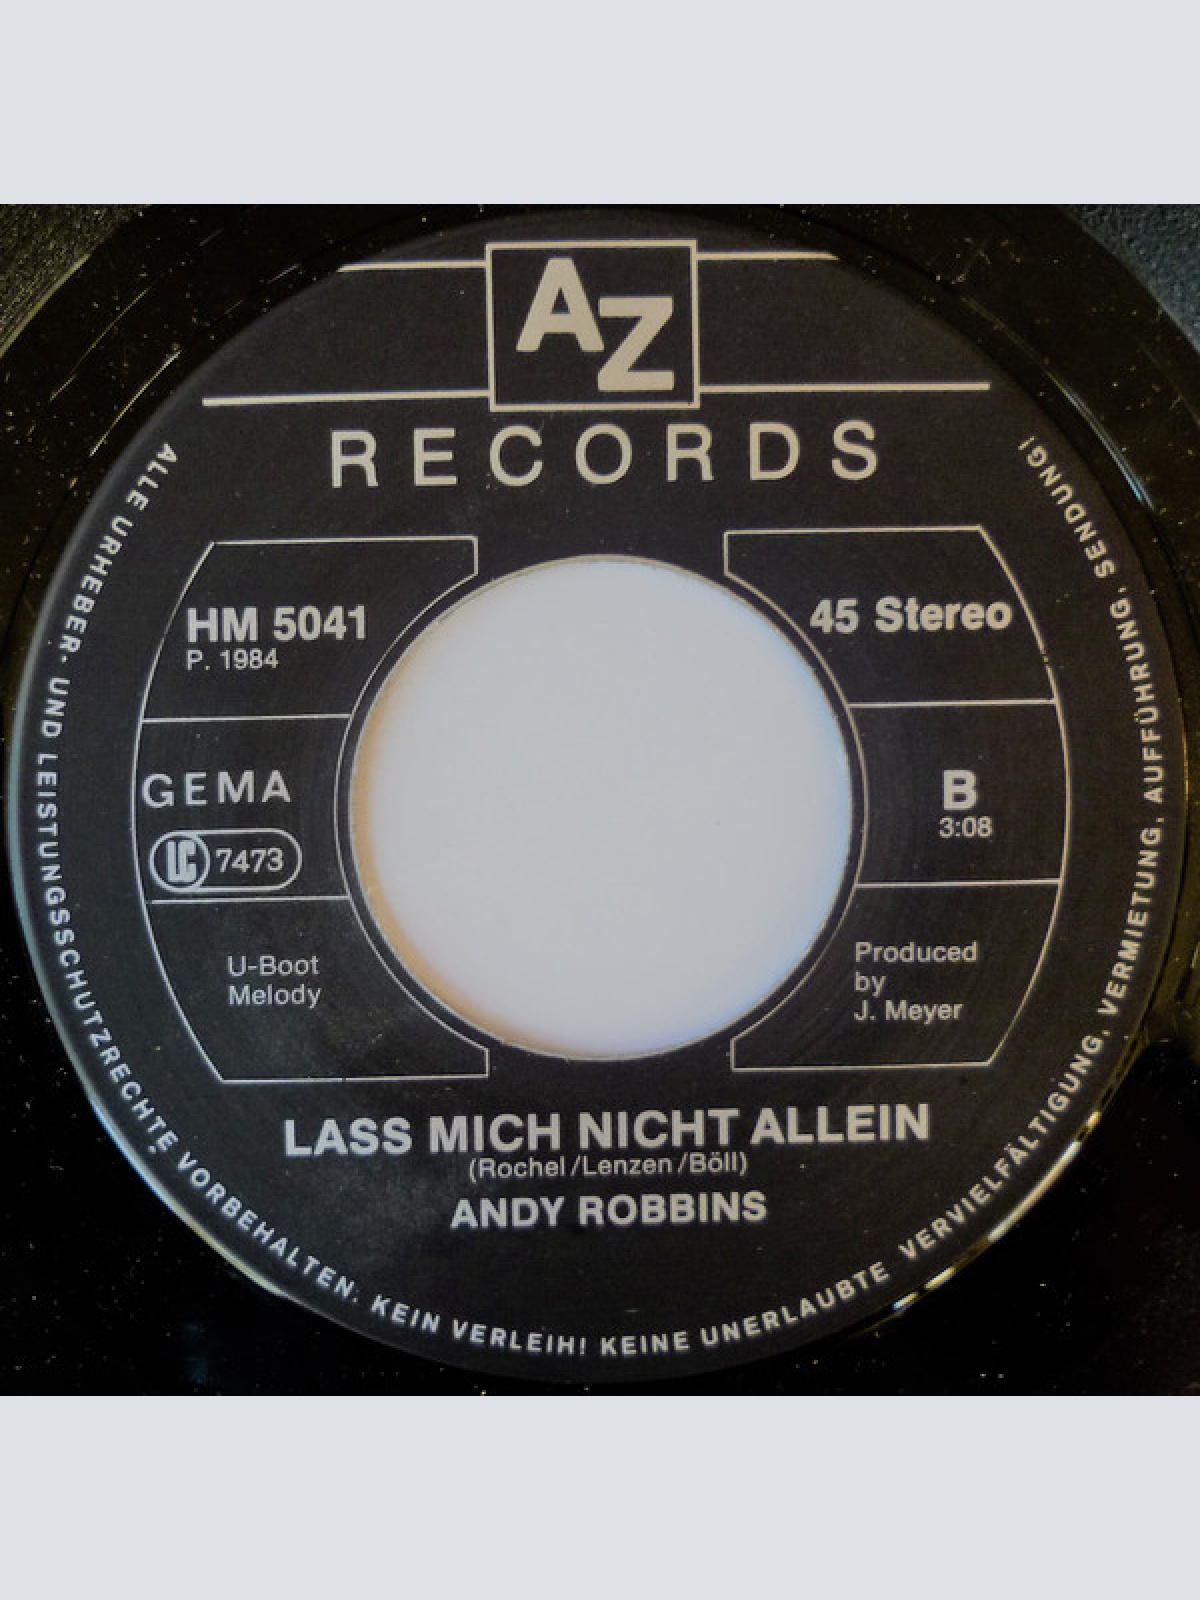 AZ
RECORDS
HM 5041
P. 1984
45 Stereo
GEMA
LC 7473
B
3:08
U-Boot
Melody
Produced
by
J. Meyer
LASS MICH NICHT ALLEIN
(Rochel/Lenzen/Böll)
ANDY ROBBINS
ALLE URHEBER- UND LEISTUNGSSCHUTZRECHTE VORBEHALTEN. KEIN VERLEIH! KEINE UNERLAUBTE VERVIELFÄLTIGUNG, VERMIETUNG, AUFFÜHRUNG, SENDUNG!